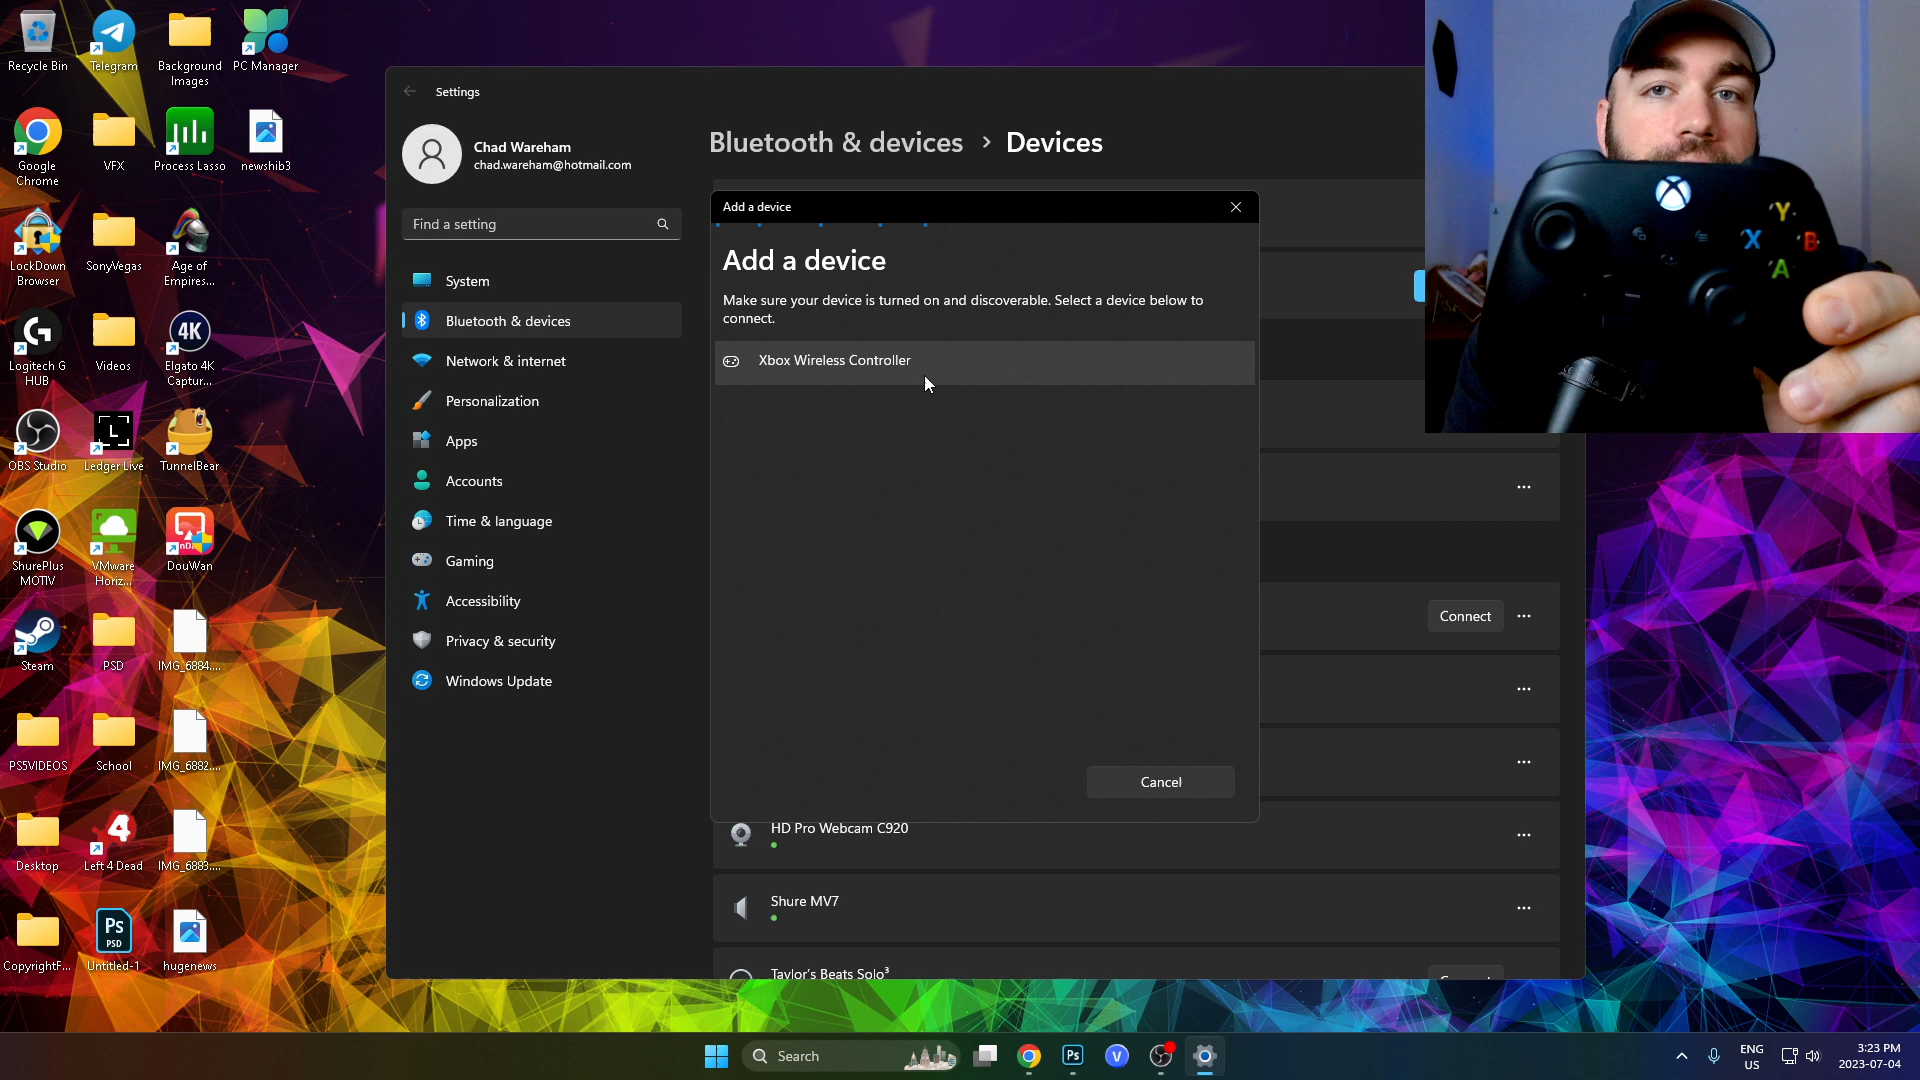 Recycle Bin
Telegram
Background
Images
PC Manager
Google
Chrome
VFX
Process Lasso
newshib3
LockDown
Browser
SonyVegas
Age of
Empires...
Logitech G
HUB
Videos
4K
Elgato 4K
Captur...
OBS Studio
L
Ledger Live
TunnelBear
ShurePlus
MOTIV
VMware
Horiz...
DouWan
Steam
PSD
IMG_6884....
PS5VIDEOS
School
IMG_6882....
Desktop
4
Left 4 Dead
IMG_6883....
CopyrightF...
Ps
PSD
Untitled-1
hugenews
Settings
Chad Wareham
chad.wareham@hotmail.com
Find a setting
System
Bluetooth & devices
Network & internet
Personalization
Apps
Accounts
Time & language
Gaming
Accessibility
Privacy & security
Windows Update
Bluetooth & devices > Devices
Add a device
Add a device
Make sure your device is turned on and discoverable. Select a device below to
connect.
Xbox Wireless Controller
Cancel
Connect
HD Pro Webcam C920
Shure MV7
Taylor's Beats Solo³
Y
X
B
A
Search
Ps
V
ENG
US
3:23 PM
2023-07-04